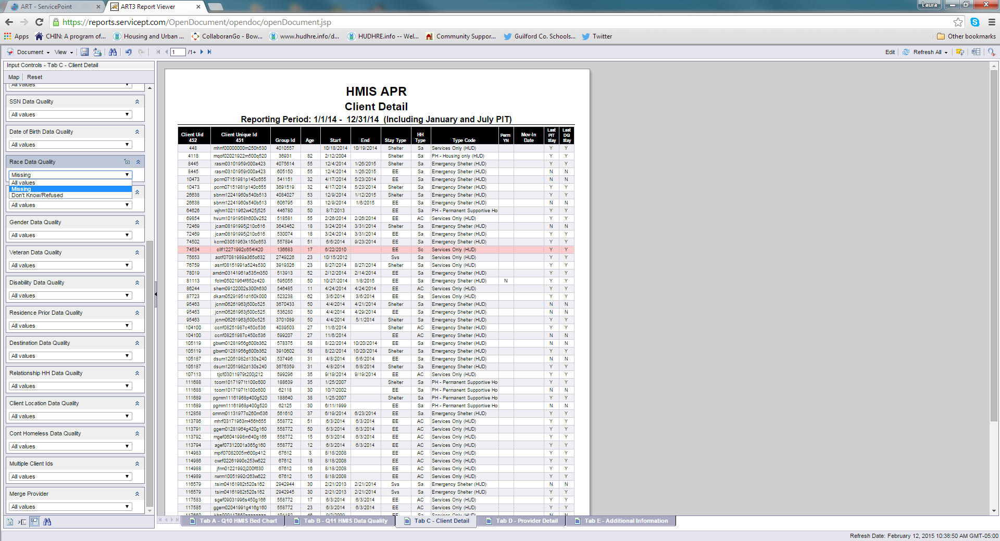 ART - ServicePoint
ART3 Report Viewer
Laura
https://reports.servicept.com/OpenDocument/opendoc/openDocument.jsp
Apps CHIN: A program of... Housing and Urban ... CollaboranGo - Bow... www.hudhre.info/d... HUDHRE.info -- Wel... Community Suppor... Guilford Co. Schools... Twitter Other bookmarks
Document View 1 /1+ Edit Refresh All
Input Controls - Tab C - Client Detail
Map Reset
All values
SSN Data Quality
All values
Date of Birth Data Quality
All values
Race Data Quality
Missing
All values
Missing
Don't Know/Refused
All values
Gender Data Quality
All values
Veteran Data Quality
All values
Disability Data Quality
All values
Residence Prior Data Quality
All values
Destination Data Quality
All values
Relationship HH Data Quailty
All values
Client Location Data Quality
All values
Cont Homeless Data Quality
All values
Multiple Client Ids
All values
Merge Provider
All values
HMIS APR
Client Detail
Reporting Period: 1/1/14 - 12/31/14 (Including January and July PIT)
Client Uid 452 Client Unique Id 451 Group Id Age Start End Stay Type HH Type Type Code Perm YN Mov-In Date Last PIT Stay Last DQ Stay
448 mhnf00000000m250h530 4010557 10/18/2014 10/19/2014 Shelter Sa Services Only (HUD) Y Y
4118 mqof02021922m500q520 36931 82 2/12/2004 Shelter Sa PH - Housing only (HUD) Y Y
8445 rasm03101959r000a423 4075614 55 12/4/2014 1/26/2015 Shelter Sa Emergency Shelter (HUD) Y Y
8445 rasm03101959r000a423 605150 55 12/4/2014 1/26/2015 EE Sa Emergency Shelter (HUD) N N
10473 pcrm07151981p140c655 541151 32 4/17/2014 5/23/2014 EE Sa Emergency Shelter (HUD) N N
10473 pcrm07151981p140c655 3691519 32 4/17/2014 5/23/2014 Shelter Sa Emergency Shelter (HUD) Y Y
26638 sbnm12241960s540b513 4084027 53 12/9/2014 1/12/2015 Shelter Sa Emergency Shelter (HUD) Y Y
26638 sbnm12241960s540b513 606795 53 12/9/2014 1/6/2015 EE Sa Emergency Shelter (HUD) N N
64626 wjhm10211962w425j525 446780 50 8/7/2013 EE Sa PH - Permanent Supportive Ho Y Y
69854 hvum10191958h600v252 518581 55 2/26/2014 2/26/2014 EE AC Services Only (HUD) Y Y
72469 jcam08191995j210c616 3643462 18 3/24/2014 3/31/2014 Shelter Sa Emergency Shelter (HUD) N N
72469 jcam08191995j210c616 530074 18 3/24/2014 3/31/2014 EE Sa Emergency Shelter (HUD) Y Y
74502 kcrm03051963k150c653 557894 51 6/6/2014 9/23/2014 EE Sa Emergency Shelter (HUD) Y Y
74534 cllf12271992c654l420 136683 17 6/22/2010 EE Sc Services Only (HUD) Y Y
75653 aotf07081989a365o632 2749226 23 10/15/2012 Svs Sa Services Only (HUD) Y Y
76759 asnf08151991a524s530 3919326 23 8/27/2014 8/27/2014 Shelter Sa Services Only (HUD) Y Y
78019 amdm03141961a535m350 513913 52 2/12/2014 2/14/2014 EE Sa Emergency Shelter (HUD) Y Y
81113 fclm05021964f652c420 595055 50 10/27/2014 1/8/2015 EE Sa Emergency Shelter (HUD) N Y Y
86244 shem09122002s300h630 546485 11 4/24/2014 4/24/2014 EE AC Services Only (HUD) Y Y
87723 dkam05291951d160k000 523238 62 3/6/2014 3/6/2014 EE Sa Services Only (HUD) Y Y
95463 jcnm06261963j500c525 3670433 50 4/4/2014 4/21/2014 Shelter Sa Emergency Shelter (HUD) N N
95463 jcnm06261963j500c525 536280 50 4/4/2014 4/29/2014 EE Sa Emergency Shelter (HUD) N N
95463 jcnm06261963j500c525 3701089 50 4/4/2014 5/1/2014 Shelter Sa Emergency Shelter (HUD) Y Y
104100 ccnf08251987c450c536 4039503 27 11/6/2014 Shelter AC Emergency Shelter (HUD) Y Y
104100 ccnf08251987c450c536 599207 27 11/6/2014 EE AC Emergency Shelter (HUD) N N
105119 gbwm01281956g600b362 578375 58 8/22/2014 10/20/2014 EE Sa Emergency Shelter (HUD) N N
105119 gbwm01281956g600b362 3910602 58 8/22/2014 10/20/2014 Shelter Sa Emergency Shelter (HUD) Y Y
105187 dsum12051982d130s240 537496 31 4/8/2014 6/6/2014 EE Sa Emergency Shelter (HUD) N N
105187 dsum12051982d130s240 3676359 31 4/8/2014 6/8/2014 Shelter Sa Emergency Shelter (HUD) Y Y
107113 tjcf03011979t200j212 599296 35 9/19/2014 9/19/2014 EE AC Services Only (HUD) Y Y
111688 tcom10171971t100c600 188639 35 1/25/2007 Shelter Sa PH - Permanent Supportive Ho Y Y
111688 tcom10171971t100c600 62118 30 10/7/2002 EE Sa PH - Permanent Supportive Ho N N
111689 pgmm11161968p400g520 188640 38 1/25/2007 Shelter Sa PH - Permanent Supportive Ho Y Y
111689 pgmm11161968p400g520 62125 30 6/11/1999 EE Sa PH - Permanent Supportive Ho N N
112858 omnm01131977o260m536 561610 37 6/19/2014 6/23/2014 EE Sa Emergency Shelter (HUD) Y Y
113786 mhrf03171963m456h655 558772 51 6/3/2014 6/3/2014 EE AC Services Only (HUD) Y Y
113791 ggem01281964g420g160 558772 50 6/3/2014 6/3/2014 EE AC Services Only (HUD) Y Y
113792 mgef06041998m640g166 558772 15 6/3/2014 6/3/2014 EE AC Services Only (HUD) Y Y
113794 agef07312001a365g160 558772 12 6/3/2014 6/3/2014 EE AC Services Only (HUD) Y Y
114983 mpif07082005m600p412 67612 3 8/18/2008 EE AC Services Only (HUD) Y Y
114986 cwrf02261990c253w622 67612 18 8/18/2008 EE AC Services Only (HUD) Y Y
114988 jfrm01221992j200f630 67612 16 8/18/2008 EE AC Services Only (HUD) Y Y
114989 rwrm10051992r263w622 67612 15 8/18/2008 EE AC Services Only (HUD) Y Y
116579 tsim04161982t520s162 2942944 30 2/21/2013 2/21/2014 Svs Sa Emergency Shelter (HUD) N N
116579 tsim04161982t520s162 2942945 30 2/21/2013 2/21/2014 Svs Sa Emergency Shelter (HUD) Y Y
117583 sgef09031996s450g166 558772 17 6/3/2014 6/3/2014 EE AC Services Only (HUD) Y Y
117585 ggem02041991g416g160 558772 23 6/3/2014 6/3/2014 EE AC Services Only (HUD) Y Y
Tab A - Q10 HMIS Bed Chart Tab B - Q11 HMIS Data Quality Tab C - Client Detail Tab D - Provider Detail Tab E - Additional Information
Refresh Date: February 12, 2015 10:38:50 AM GMT-05:00